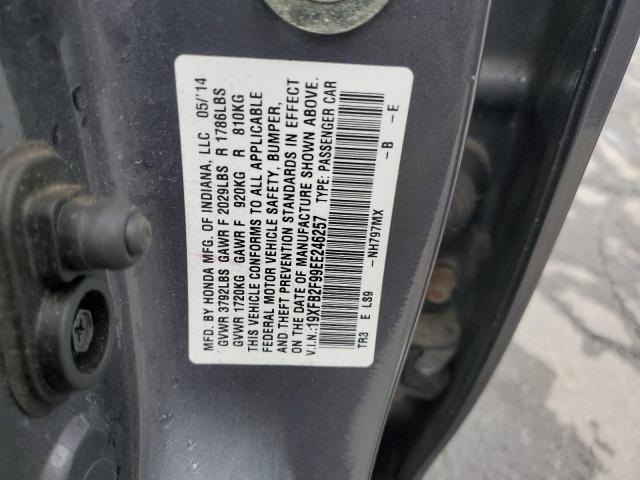 MFD. BY HONDA MFG. OF INDIANA, LLC 05/'14
GVWR 3792LBS GAWR F 2029LBS R 1786LBS
GVWR 1720KG GAWR F 920KG R 810KG
THIS VEHICLE CONFORMS TO ALL APPLICABLE
FEDERAL MOTOR VEHICLE SAFETY, BUMPER,
AND THEFT PREVENTION STANDARDS IN EFFECT
ON THE DATE OF MANUFACTURE SHOWN ABOVE.
V.I.N.:19XFB2F99EE246257 TYPE: PASSENGER CAR
TR3 E LS9 -NH797MX -B -E